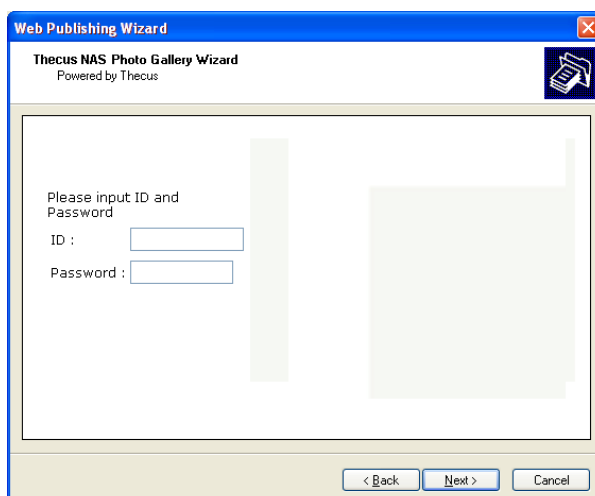 Web Publishing Wizard
Thecus NAS Photo Gallery Wizard
Powered by Thecus
Please input ID and
Password
ID :
Password :
< Back
Next >
Cancel